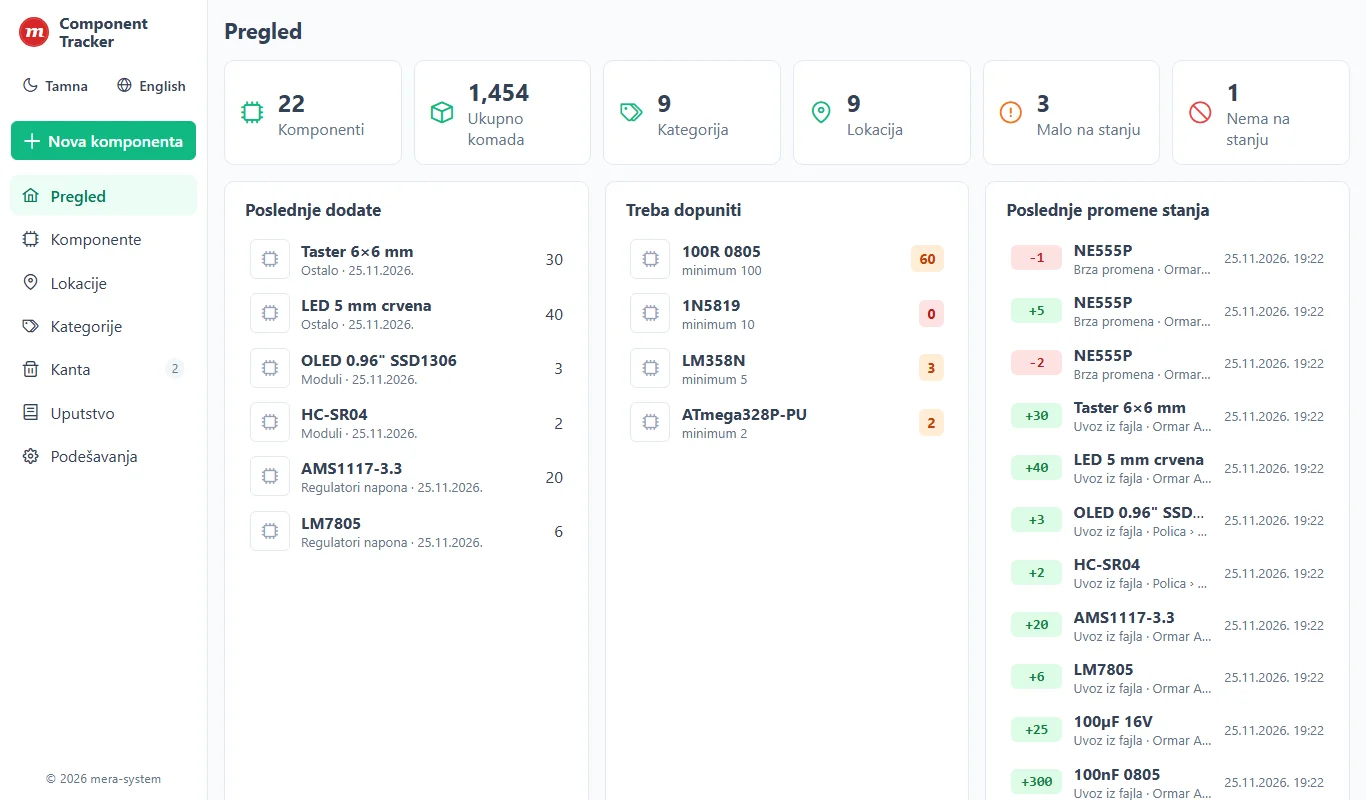 m
Component
Tracker
Tamna
English
Nova komponenta
Pregled
Komponente
Lokacije
Kategorije
Kanta
2
Uputstvo
Podešavanja
© 2026 mera-system
Pregled
22
Komponenti
1,454
Ukupno
komada
9
Kategorija
9
Lokacija
3
Malo na stanju
1
Nema na
stanju
Poslednje dodate
Taster 6×6 mm
Ostalo · 25.11.2026.
30
LED 5 mm crvena
Ostalo · 25.11.2026.
40
OLED 0.96" SSD1306
Moduli · 25.11.2026.
3
HC-SR04
Moduli · 25.11.2026.
2
AMS1117-3.3
Regulatori napona · 25.11.2026.
20
LM7805
Regulatori napona · 25.11.2026.
6
Treba dopuniti
100R 0805
minimum 100
60
1N5819
minimum 10
0
LM358N
minimum 5
3
ATmega328P-PU
minimum 2
2
Poslednje promene stanja
-1
NE555P
Brza promena · Ormar...
25.11.2026. 19:22
+5
NE555P
Brza promena · Ormar...
25.11.2026. 19:22
-2
NE555P
Brza promena · Ormar...
25.11.2026. 19:22
+30
Taster 6×6 mm
Uvoz iz fajla · Ormar A...
25.11.2026. 19:22
+40
LED 5 mm crvena
Uvoz iz fajla · Ormar A...
25.11.2026. 19:22
+3
OLED 0.96" SSD...
Uvoz iz fajla · Polica › ...
25.11.2026. 19:22
+2
HC-SR04
Uvoz iz fajla · Polica › ...
25.11.2026. 19:22
+20
AMS1117-3.3
Uvoz iz fajla · Ormar A...
25.11.2026. 19:22
+6
LM7805
Uvoz iz fajla · Ormar A...
25.11.2026. 19:22
+25
100µF 16V
Uvoz iz fajla · Ormar A...
25.11.2026. 19:22
+300
100nF 0805
Uvoz iz fajla · Ormar A...
25.11.2026. 19:22